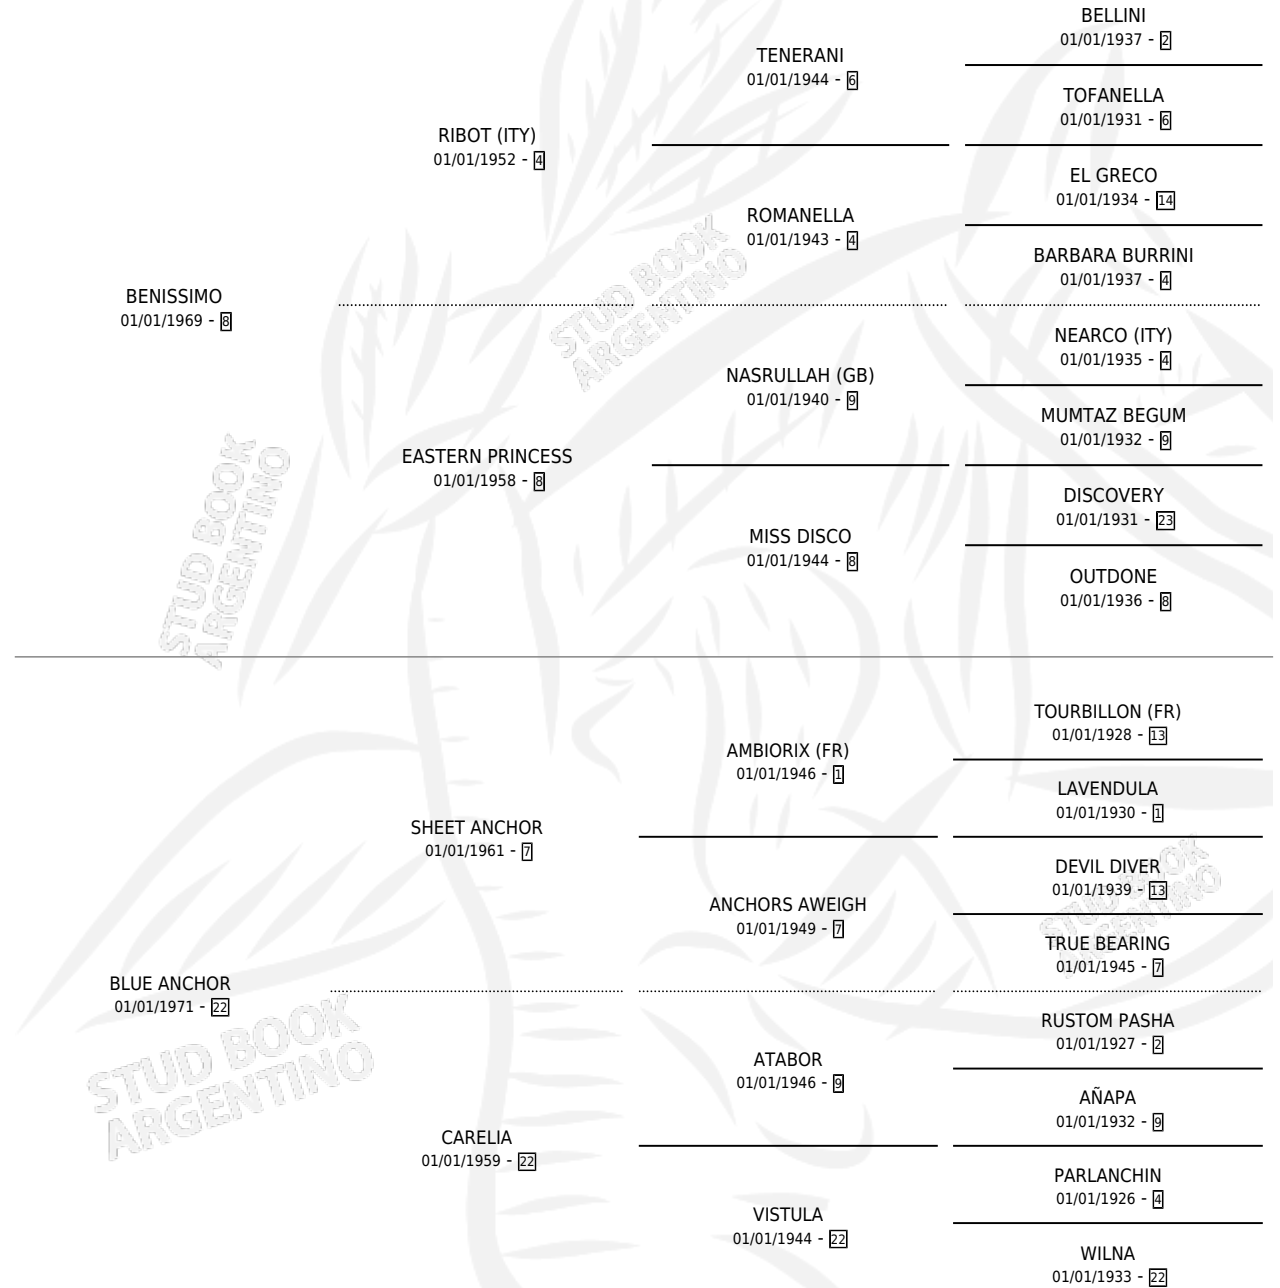 BELLINI
01/01/1937 - 2
TENERANI
01/01/1944 - 6
TOFANELLA
01/01/1931 - 6
RIBOT (ITY)
01/01/1952 - 4
EL GRECO
01/01/1934 - 14
ROMANELLA
01/01/1943 - 4
BARBARA BURRINI
01/01/1937 - 4
BENISSIMO
01/01/1969 - 8
STUD BOOK
ARGENTINO
NEARCO (ITY)
01/01/1935 - 4
NASRULLAH (GB)
01/01/1940 - 9
MUMTAZ BEGUM
01/01/1932 - 9
EASTERN PRINCESS
01/01/1958 - 8
DISCOVERY
01/01/1931 - 23
MISS DISCO
01/01/1944 - 8
OUTDONE
01/01/1936 - 8
STUD BOOK
ARGENTINO
TOURBILLON (FR)
01/01/1928 - 13
AMBIORIX (FR)
01/01/1946 - 1
LAVENDULA
01/01/1930 - 1
SHEET ANCHOR
01/01/1961 - 7
DEVIL DIVER
01/01/1939 - 13
ANCHORS AWEIGH
01/01/1949 - 7
STUD BOOK
ARGENTINO
TRUE BEARING
01/01/1945 - 7
BLUE ANCHOR
01/01/1971 - 22
STUD BOOK
ARGENTINO
RUSTOM PASHA
01/01/1927 - 2
ATABOR
01/01/1946 - 9
AÑAPA
01/01/1932 - 9
CARELIA
01/01/1959 - 22
PARLANCHIN
01/01/1926 - 4
VISTULA
01/01/1944 - 22
WILNA
01/01/1933 - 22